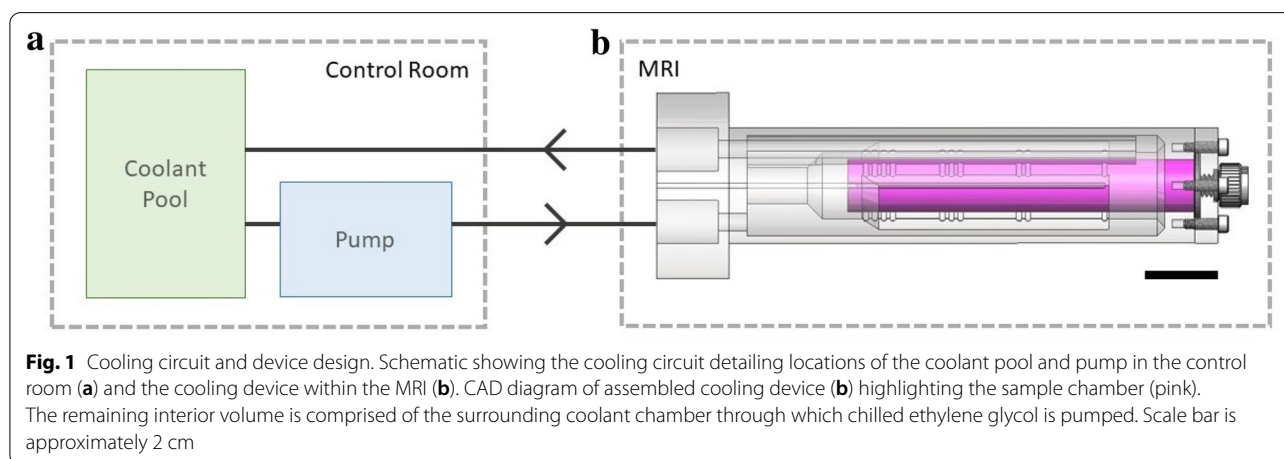 a
b
Control Room
MRI
Coolant
Pool
Pump
Fig. 1 Cooling circuit and device design. Schematic showing the cooling circuit detailing locations of the coolant pool and pump in the control
room (a) and the cooling device within the MRI (b). CAD diagram of assembled cooling device (b) highlighting the sample chamber (pink).
The remaining interior volume is comprised of the surrounding coolant chamber through which chilled ethylene glycol is pumped. Scale bar is
approximately 2 cm